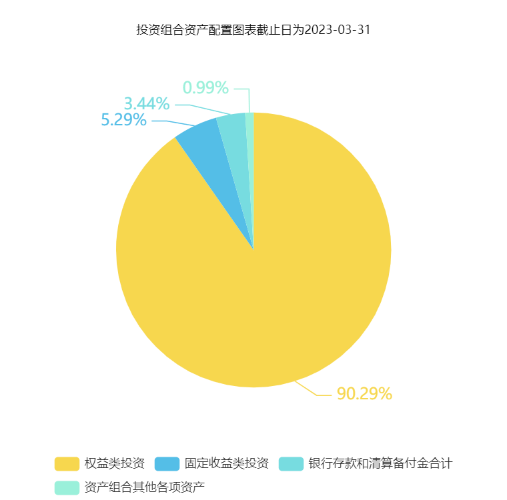 投资组合资产配置图表截止日为2023-03-31
0.99%
3.44%
5.29%
90.29%
权益类投资 固定收益类投资 银行存款和清算备付金合计
资产组合其他各项资产